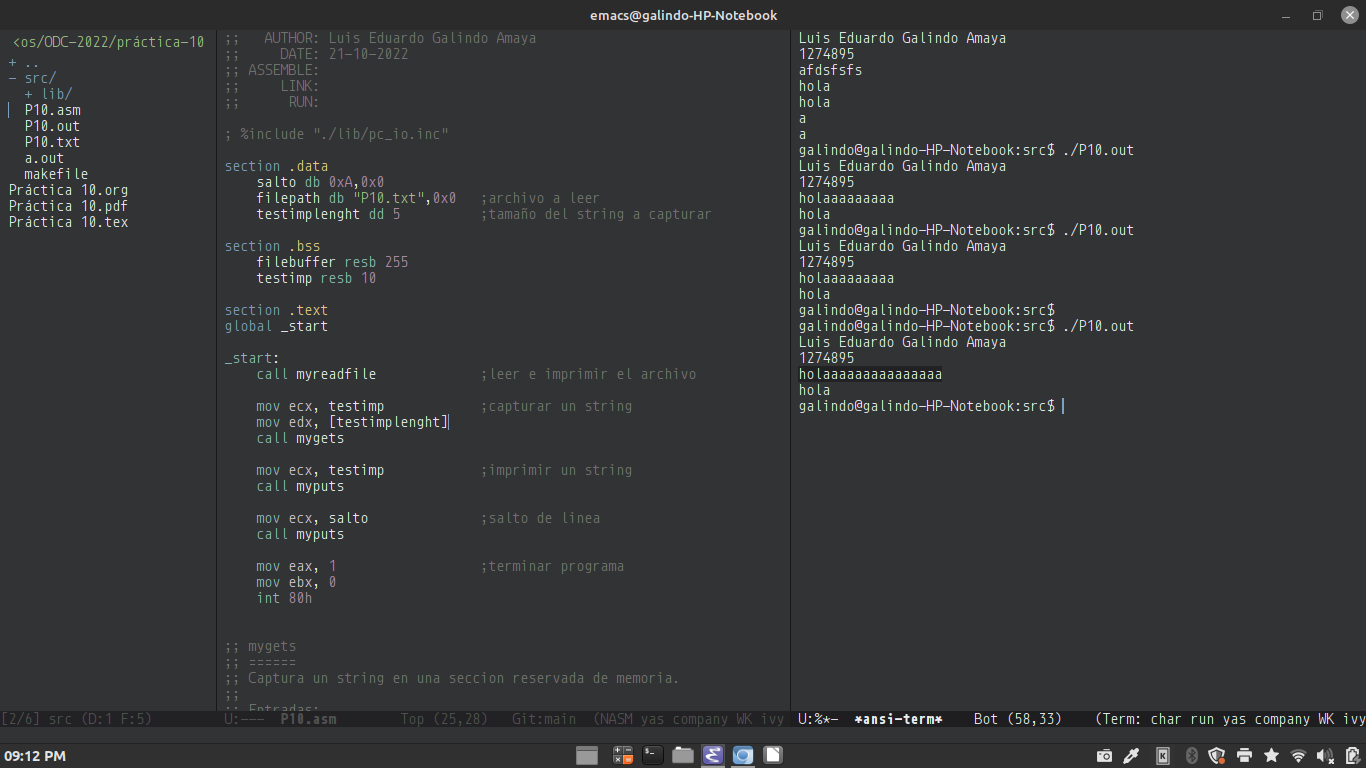 emacs@galindo-HP-Notebook
<os/ODC-2022/práctica-10
+ ..
- src/
+ lib/
P10.asm
P10.out
P10.txt
a.out
makefile
Práctica 10.org
Práctica 10.pdf
Práctica 10.tex
[2/6] src (D:1 F:5)
;;   AUTHOR: Luis Eduardo Galindo Amaya
;;     DATE: 21-10-2022
;; ASSEMBLE:
;;     LINK:
;;      RUN:
; %include "./lib/pc_io.inc"
section .data
    salto db 0xA,0x0
    filepath db "P10.txt",0x0   ;archivo a leer
    testimplenght dd 5          ;tamaño del string a capturar
section .bss
    filebuffer resb 255
    testimp resb 10
section .text
global _start
_start:
    call myreadfile             ;leer e imprimir el archivo
    mov ecx, testimp            ;capturar un string
    mov edx, [testimplenght]
    call mygets
    mov ecx, testimp            ;imprimir un string
    call myputs
    mov ecx, salto              ;salto de linea
    call myputs
    mov eax, 1                  ;terminar programa
    mov ebx, 0
    int 80h
;; mygets
;; ======
;; Captura un string en una seccion reservada de memoria.
;;
;; Entradas:
U:---  P10.asm        Top (25,28)   Git:main  (NASM yas company WK ivy
Luis Eduardo Galindo Amaya
1274895
afdsfsfs
hola
hola
a
a
galindo@galindo-HP-Notebook:src$ ./P10.out
Luis Eduardo Galindo Amaya
1274895
holaaaaaaaaa
hola
galindo@galindo-HP-Notebook:src$ ./P10.out
Luis Eduardo Galindo Amaya
1274895
holaaaaaaaaa
hola
galindo@galindo-HP-Notebook:src$
galindo@galindo-HP-Notebook:src$ ./P10.out
Luis Eduardo Galindo Amaya
1274895
holaaaaaaaaaaaaaaa
hola
galindo@galindo-HP-Notebook:src$
U:%*-  *ansi-term*    Bot (58,33)    (Term: char run yas company WK ivy
09:12 PM